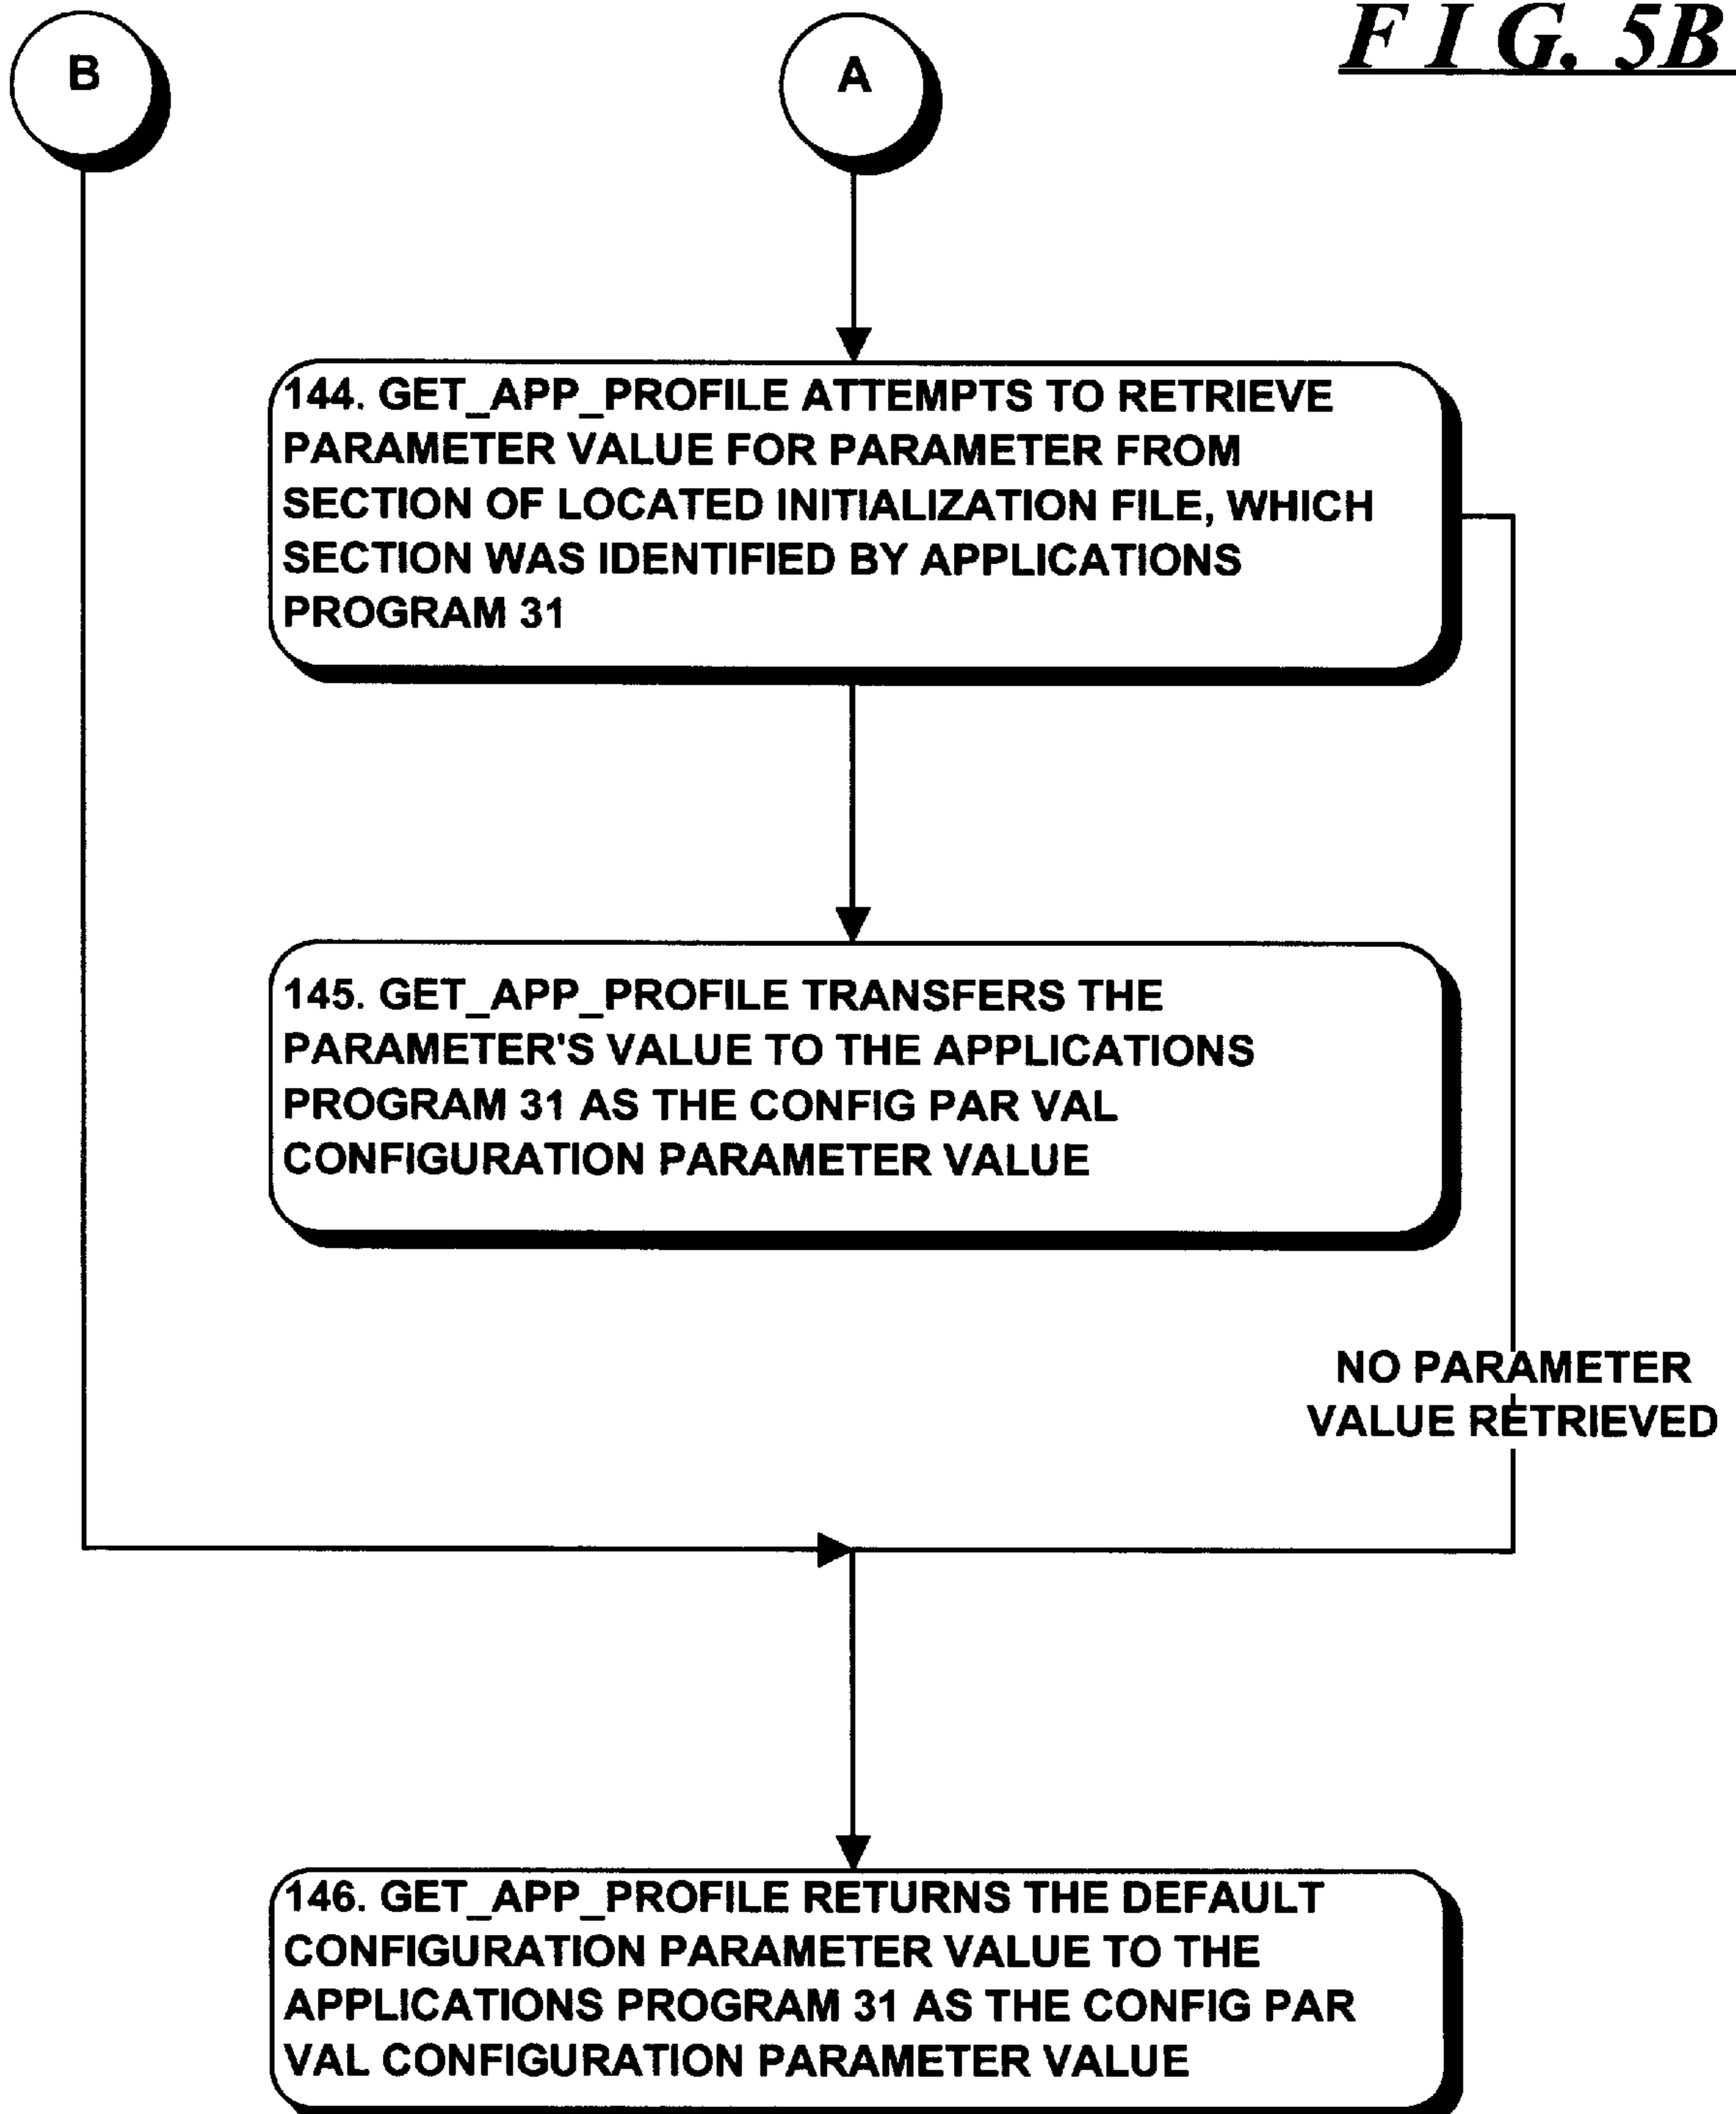 F I G. 5B
B
A
144. GET_APP_PROFILE ATTEMPTS TO RETRIEVE
PARAMETER VALUE FOR PARAMETER FROM
SECTION OF LOCATED INITIALIZATION FILE, WHICH
SECTION WAS IDENTIFIED BY APPLICATIONS
PROGRAM 31
145. GET_APP_PROFILE TRANSFERS THE
PARAMETER'S VALUE TO THE APPLICATIONS
PROGRAM 31 AS THE CONFIG PAR VAL
CONFIGURATION PARAMETER VALUE
NO PARAMETER
VALUE RETRIEVED
146. GET_APP_PROFILE RETURNS THE DEFAULT
CONFIGURATION PARAMETER VALUE TO THE
APPLICATIONS PROGRAM 31 AS THE CONFIG PAR
VAL CONFIGURATION PARAMETER VALUE